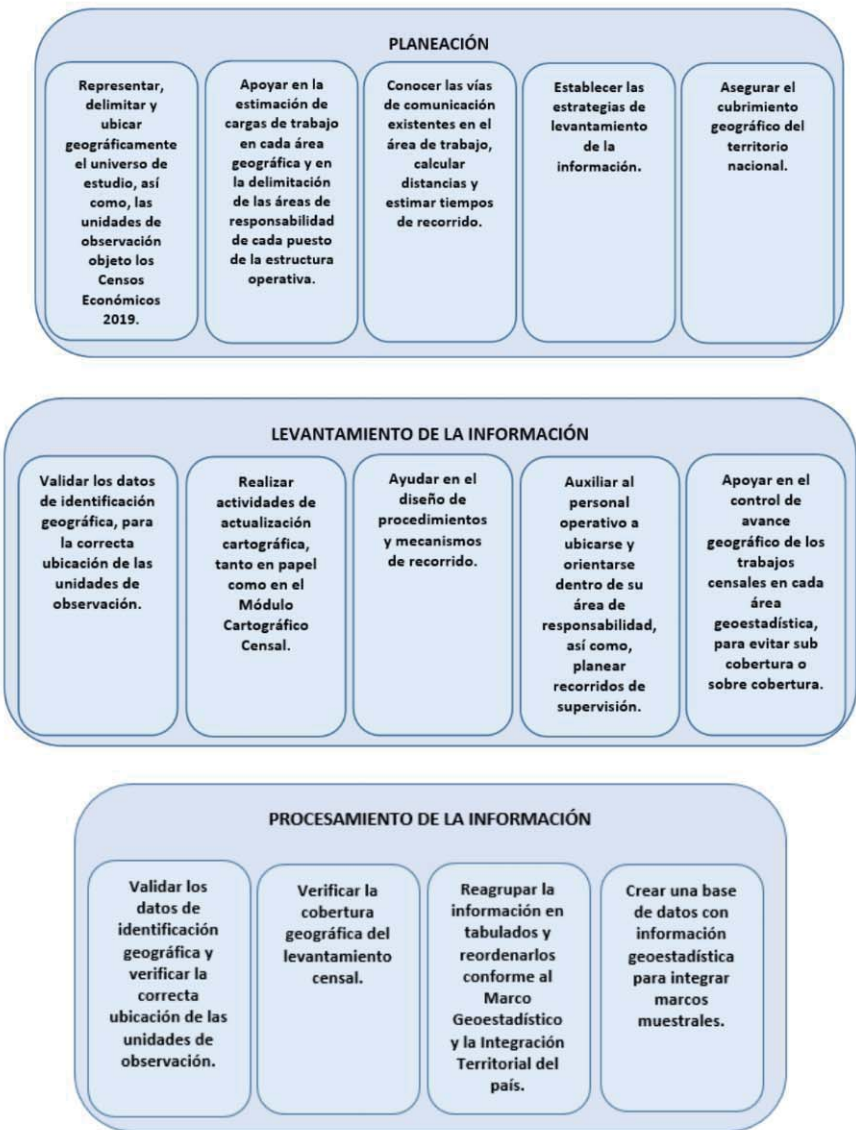 PLANEACIÓN
Representar,
delimitar y
ubicar
geográficamente
el universo de
estudio, así
como, las
unidades de
observación
objeto los
Censos
Económicos
2019.
Apoyar en la
estimación de
cargas de trabajo
en cada área
geográfica y en
la delimitación
de las áreas de
responsabilidad
de cada puesto
de la estructura
operativa.
Conocer las vías
de comunicación
existentes en el
área de trabajo,
calcular
distancias y
estimar tiempos
de recorrido.
Establecer las
estrategias de
levantamiento
de la
información.
Asegurar el
cubrimiento
geográfico del
territorio
nacional.
LEVANTAMIENTO DE LA INFORMACIÓN
Validar los datos
de identificación
geográfica, para
la correcta
ubicación de las
unidades de
observación.
Realizar
actividades de
actualización
cartográfica,
tanto en papel
como en el
Módulo
Cartográfico
Censal.
Ayudar en el
diseño de
procedimientos
y mecanismos
de recorrido.
Auxiliar al
personal
operativo a
ubicarse y
orientarse
dentro de su
área de
responsabilidad,
así como,
planear
recorridos de
supervisión.
Apoyar en el
control de
avance
geográfico de los
trabajos
censales en cada
área
geoestadística,
para evitar sub
cobertura o
sobre cobertura.
PROCESAMIENTO DE LA INFORMACIÓN
Validar los
datos de
identificación
geográfica y
verificar la
correcta
ubicación de las
unidades de
observación.
Verificar la
cobertura
geográfica del
levantamiento
censal.
Reagrupar la
información en
tabulados y
reordenarlos
conforme al
Marco
Geoestadístico
y la Integración
Territorial del
país.
Crear una base
de datos con
información
geoestadística
para integrar
marcos
muestrales.